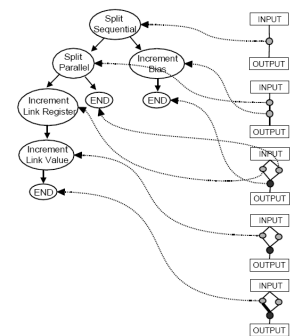 Split
Sequential
Split
Parallel
Increment
Bias
Increment
Link Register
END
END
Increment
Link Value
END
INPUT
OUTPUT
INPUT
OUTPUT
INPUT
OUTPUT
INPUT
OUTPUT
INPUT
OUTPUT